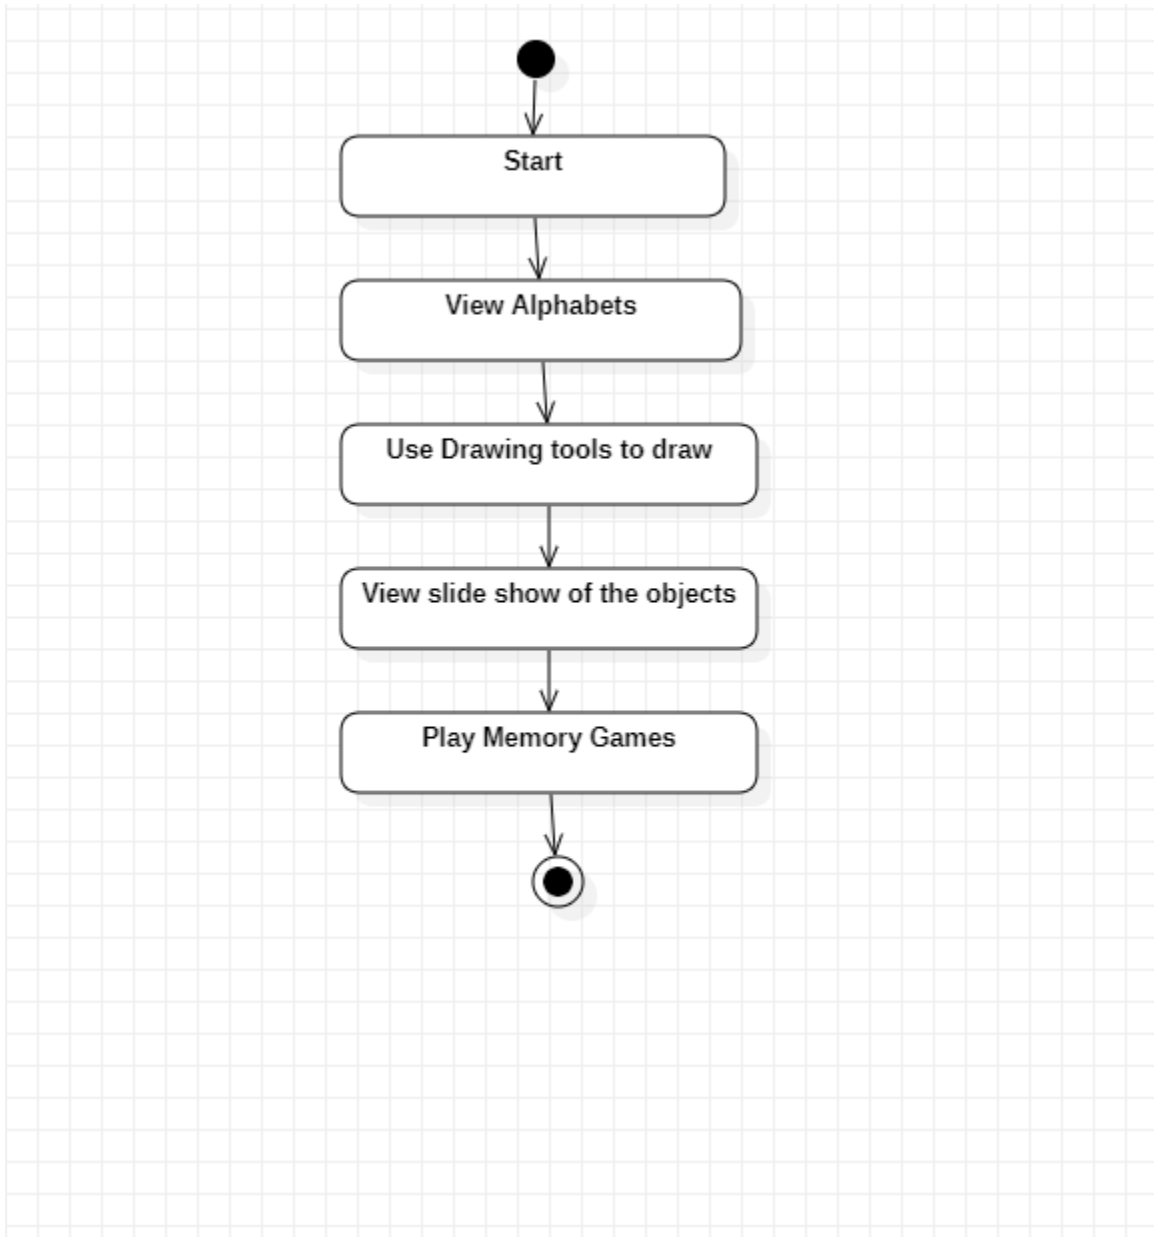 Start
View Alphabets
Use Drawing tools to draw
View slide show of the objects
Play Memory Games